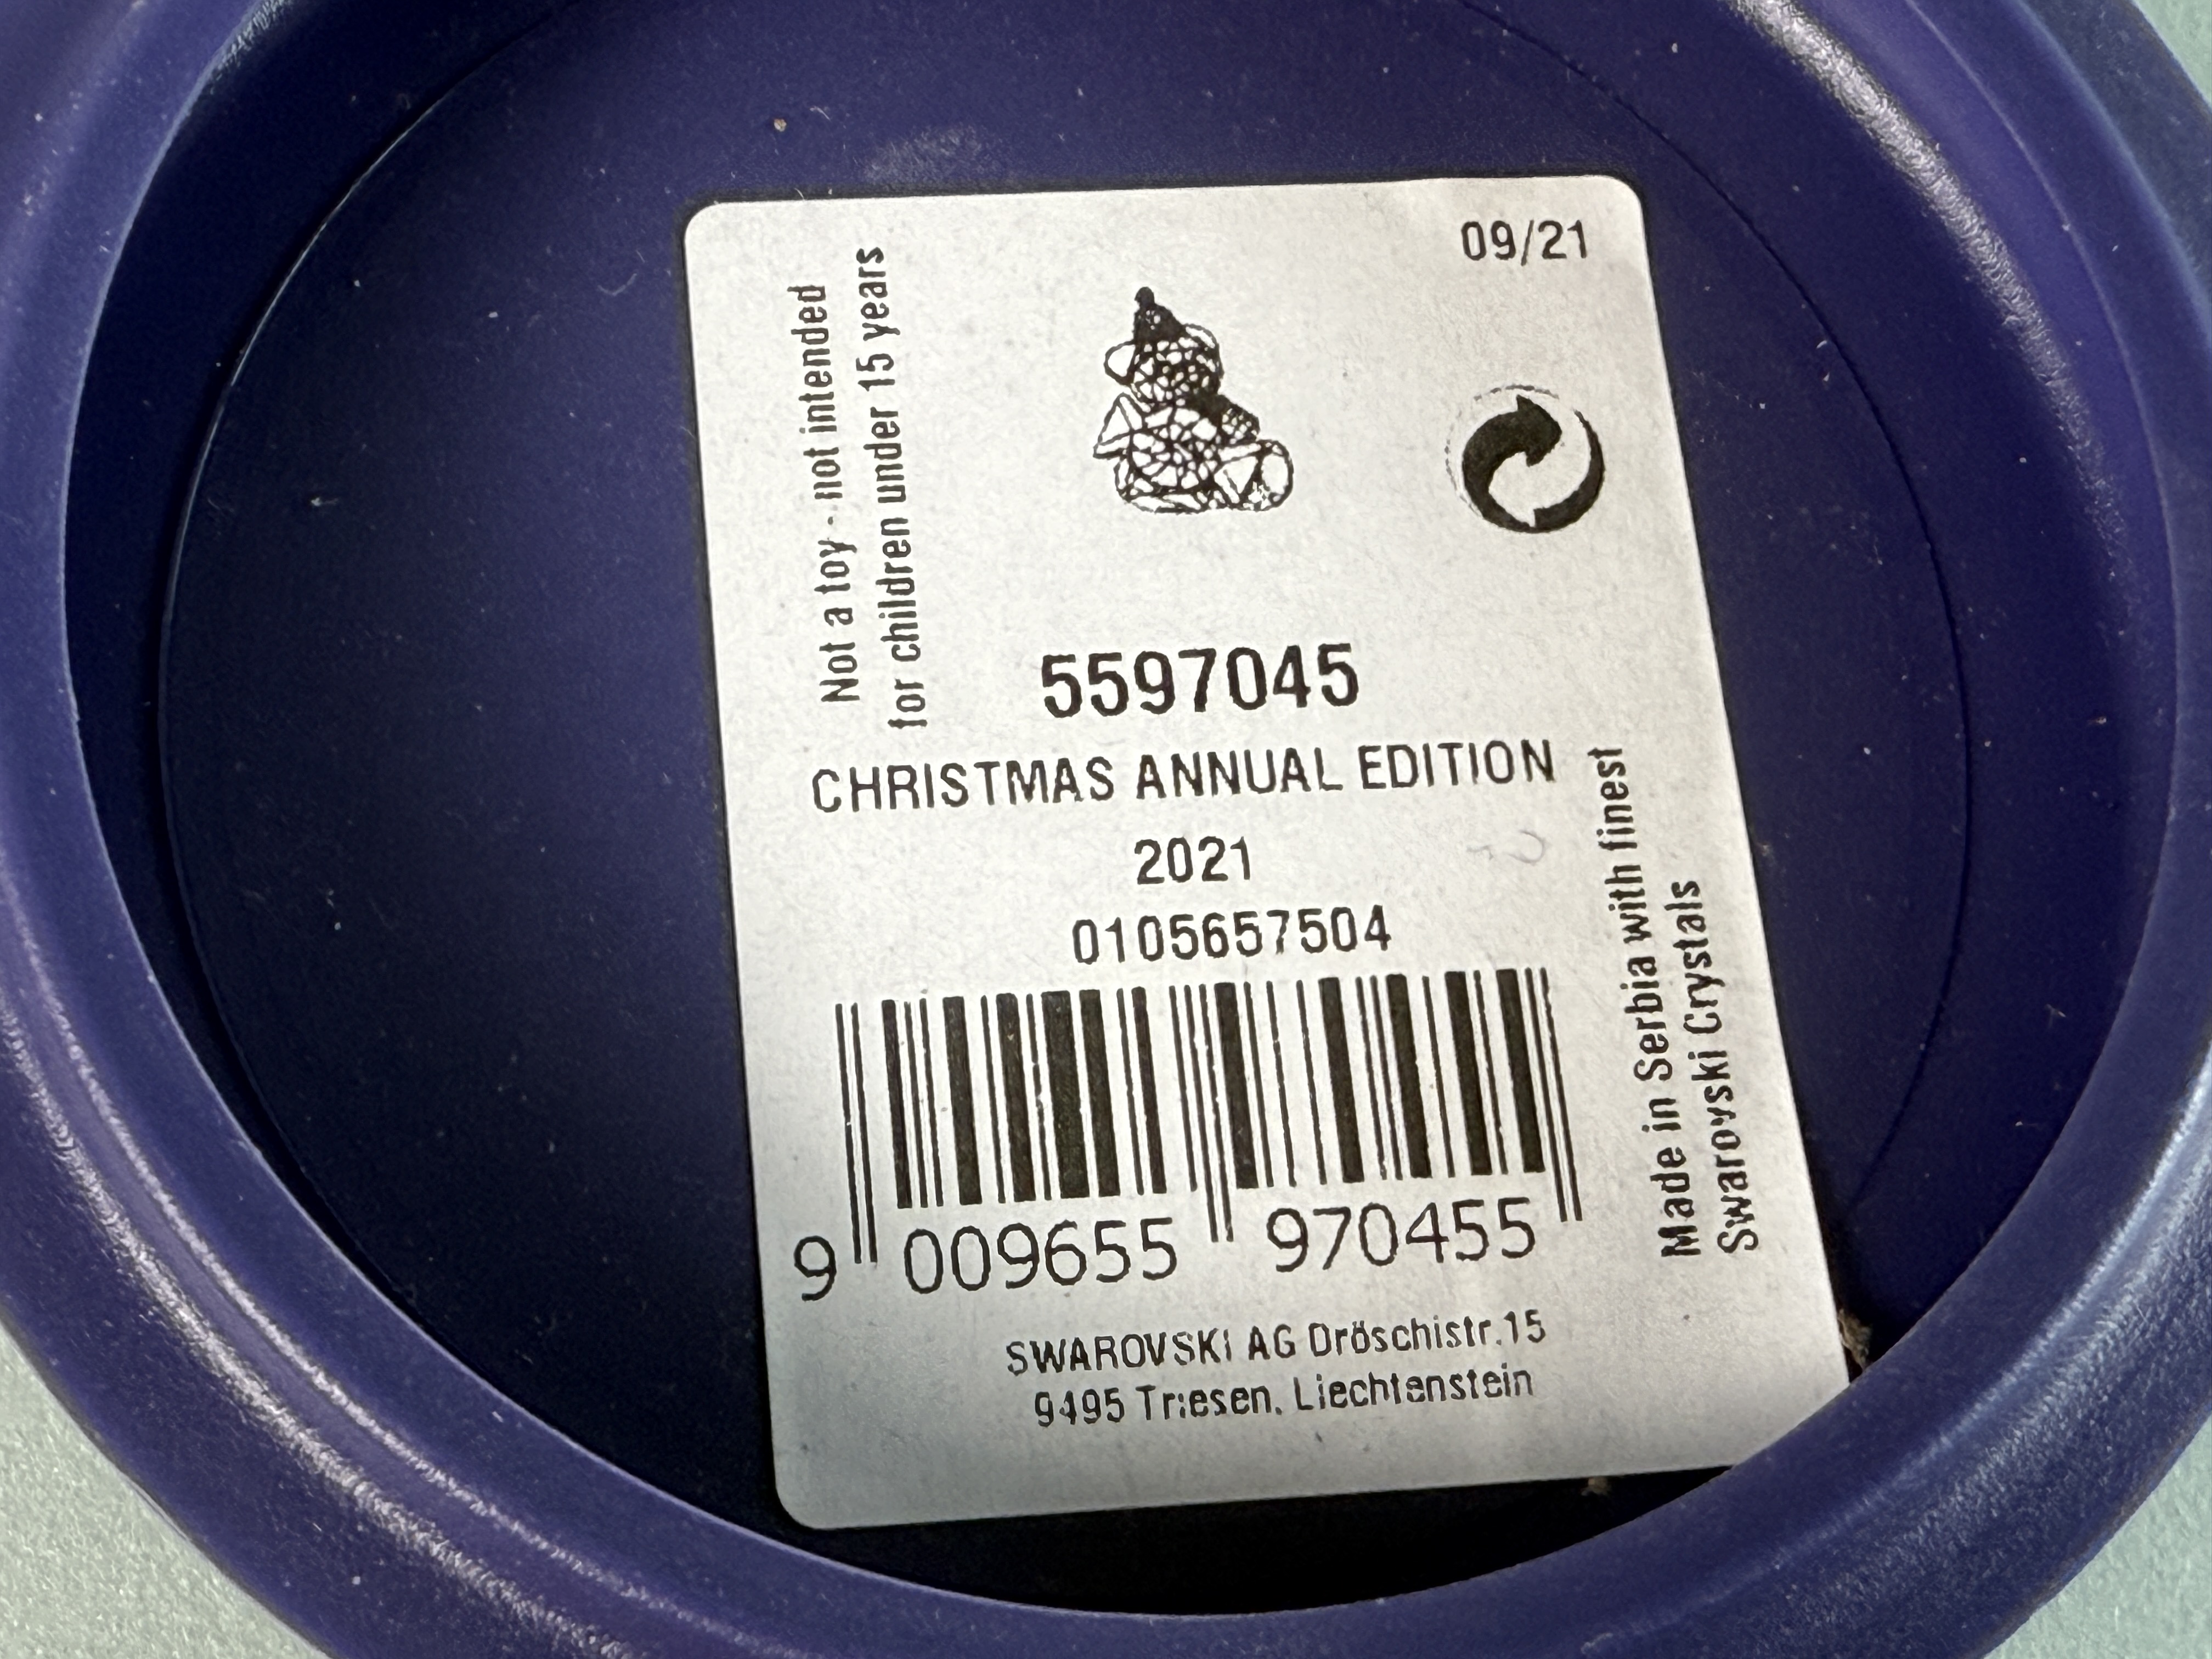 09/21
Not a toy - not intended
for children under 15 years
5597045
CHRISTMAS ANNUAL EDITION
2021
0105657504
9 009655 970455
Made in Serbia with finest
Swarovski Crystals
SWAROVSKI AG Dröschistr.15
9495 Triesen, Liechtenstein